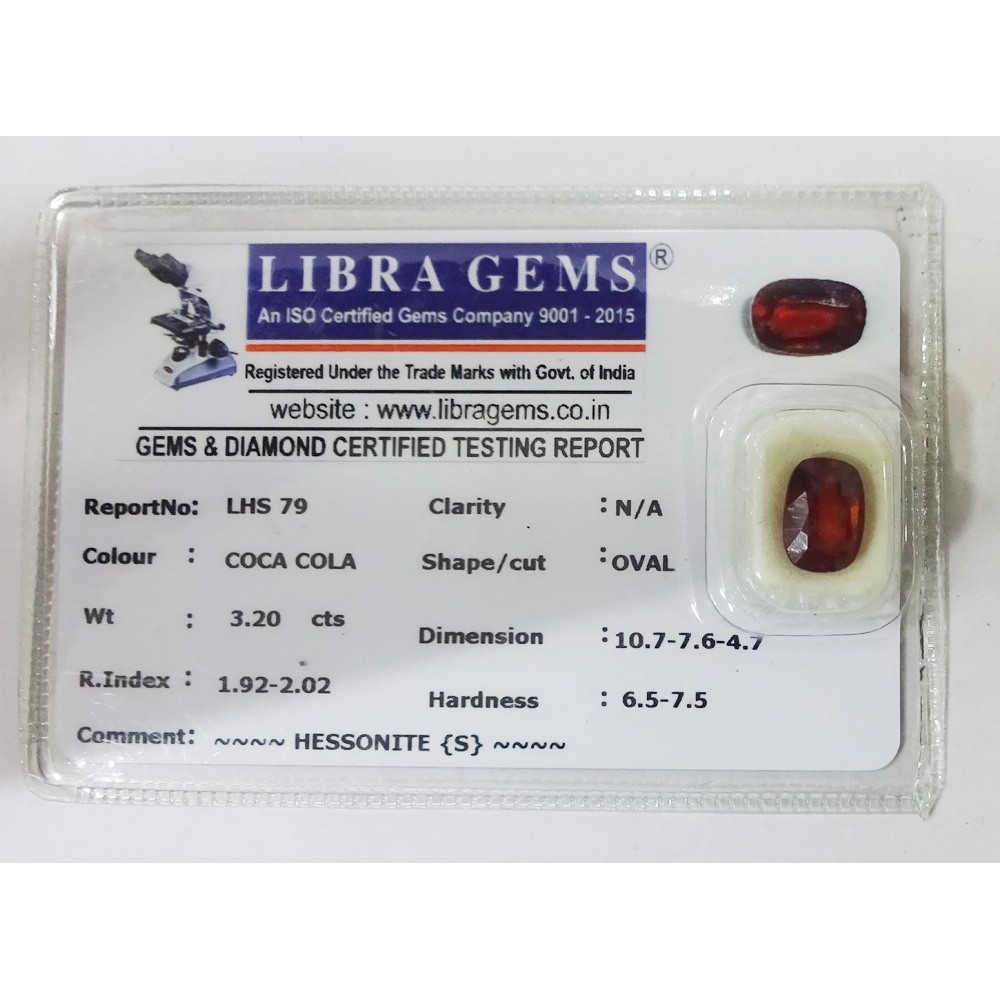 LIBRA GEMS ®
An ISO Certified Gems Company 9001 - 2015
Registered Under the Trade Marks with Govt. of India
website : www.libragems.co.in
GEMS & DIAMOND CERTIFIED TESTING REPORT
ReportNo: LHS 79 Clarity : N/A
Colour : COCA COLA Shape/cut : OVAL
Wt : 3.20 cts Dimension : 10.7-7.6-4.7
R.Index : 1.92-2.02 Hardness : 6.5-7.5
Comment: ~~~~ HESSONITE {S} ~~~~